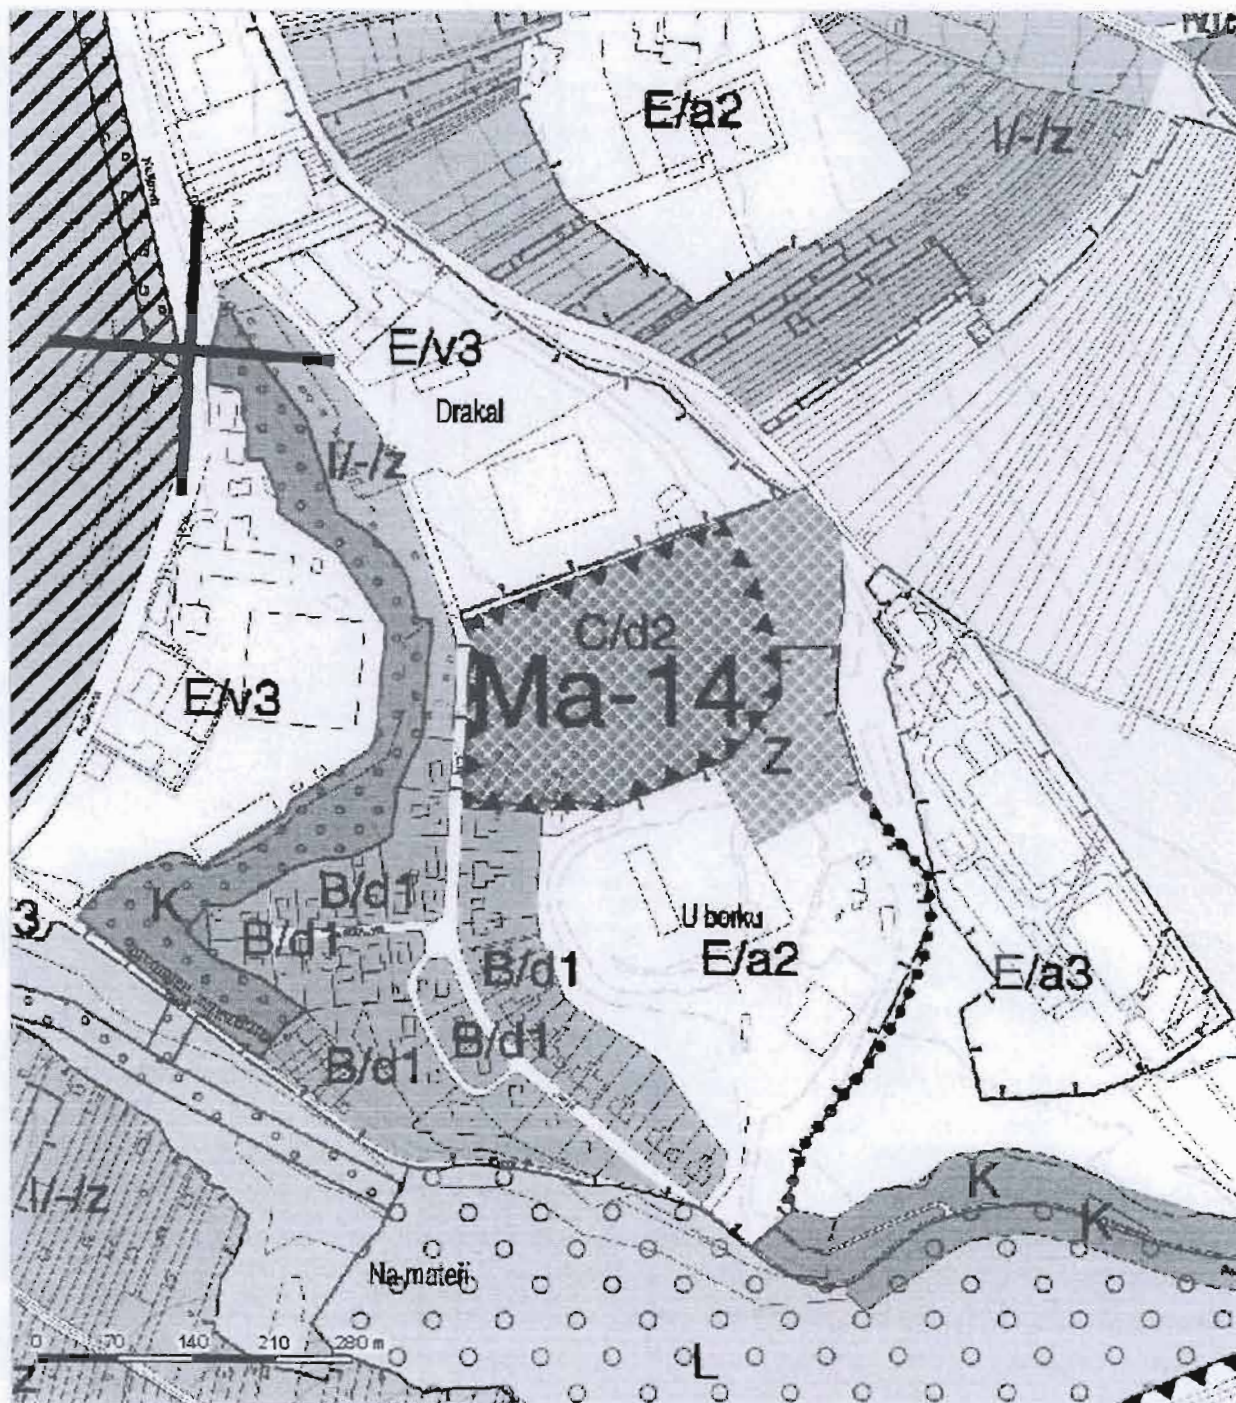 E/a2
I/-/z
E/v3
Drakal
I/-/z
C/d2
Ma-14
E/v3
Z
K
B/d1
B/d1
3
U borku
E/a2
B/d1
E/a3
B/d1
B/d1
K
I/-/z
K
Na mateři
0 70 140 210 280 m
L
Z